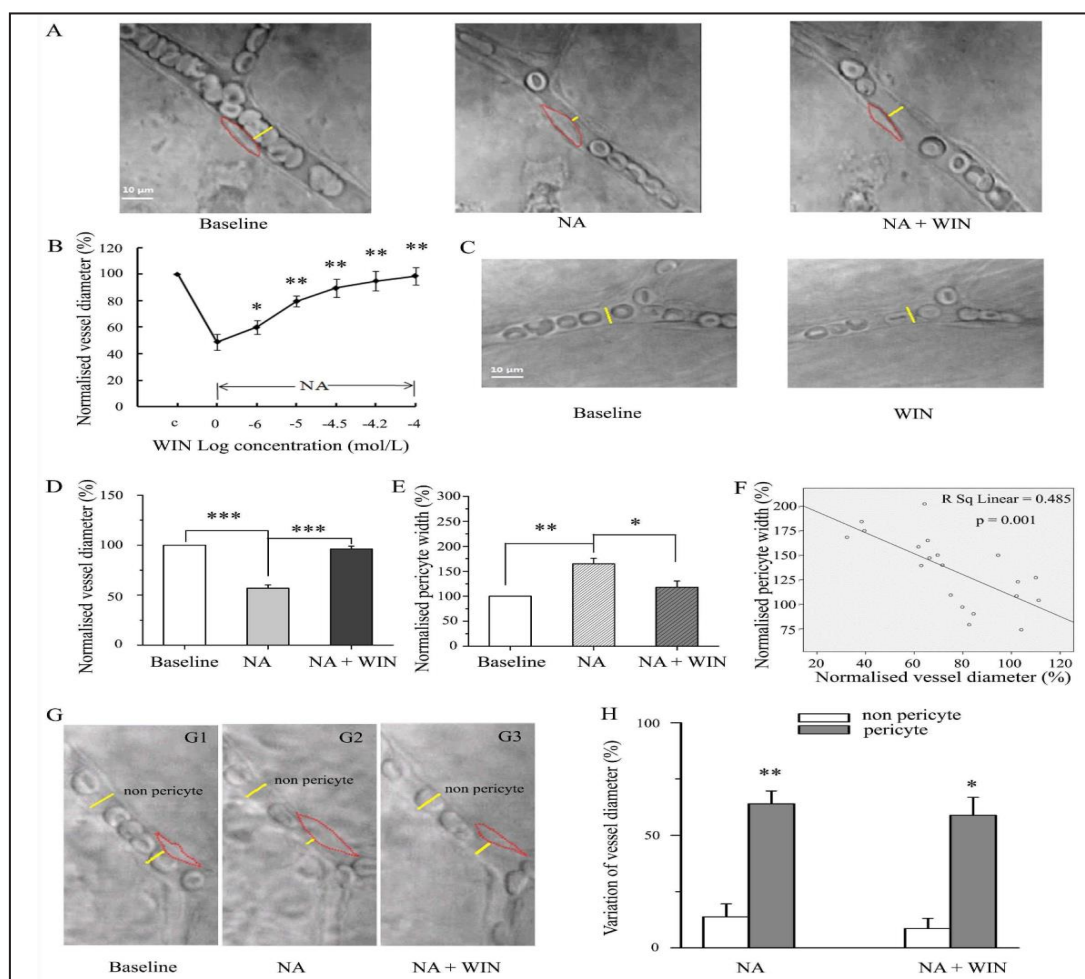 A
10 μm
Baseline
NA
NA + WIN
B
Normalised vessel diameter (%)
120
100
80
60
40
20
0
*
**
**
**
**
NA
c
0
-6
-5
-4.5
-4.2
-4
WIN Log concentration (mol/L)
C
10 μm
Baseline
WIN
D
Normalised vessel diameter (%)
100
50
0
***
***
Baseline
NA
NA + WIN
E
Normalised pericyte width (%)
300
250
200
150
100
50
0
**
*
Baseline
NA
NA + WIN
F
Normalised pericyte width (%)
200
175
150
125
100
75
R Sq Linear = 0.485
p = 0.001
20
40
60
80
100
120
Normalised vessel diameter (%)
G
G1
non pericyte
Baseline
G2
non pericyte
NA
G3
non pericyte
NA + WIN
H
non pericyte
pericyte
Variation of vessel diameter (%)
100
50
0
**
*
NA
NA + WIN